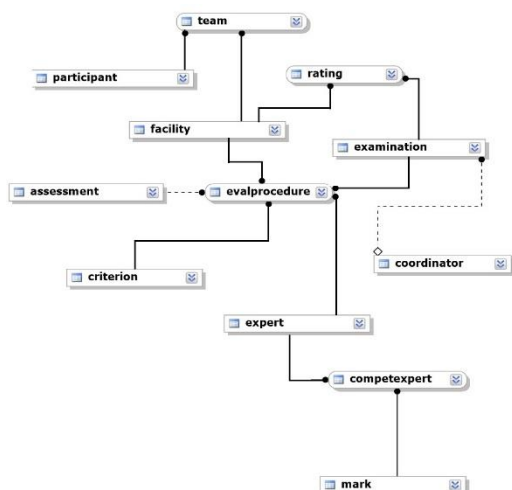 team
participant
rating
facility
examination
assessment
evalprocedure
criterion
coordinator
expert
competexpert
mark